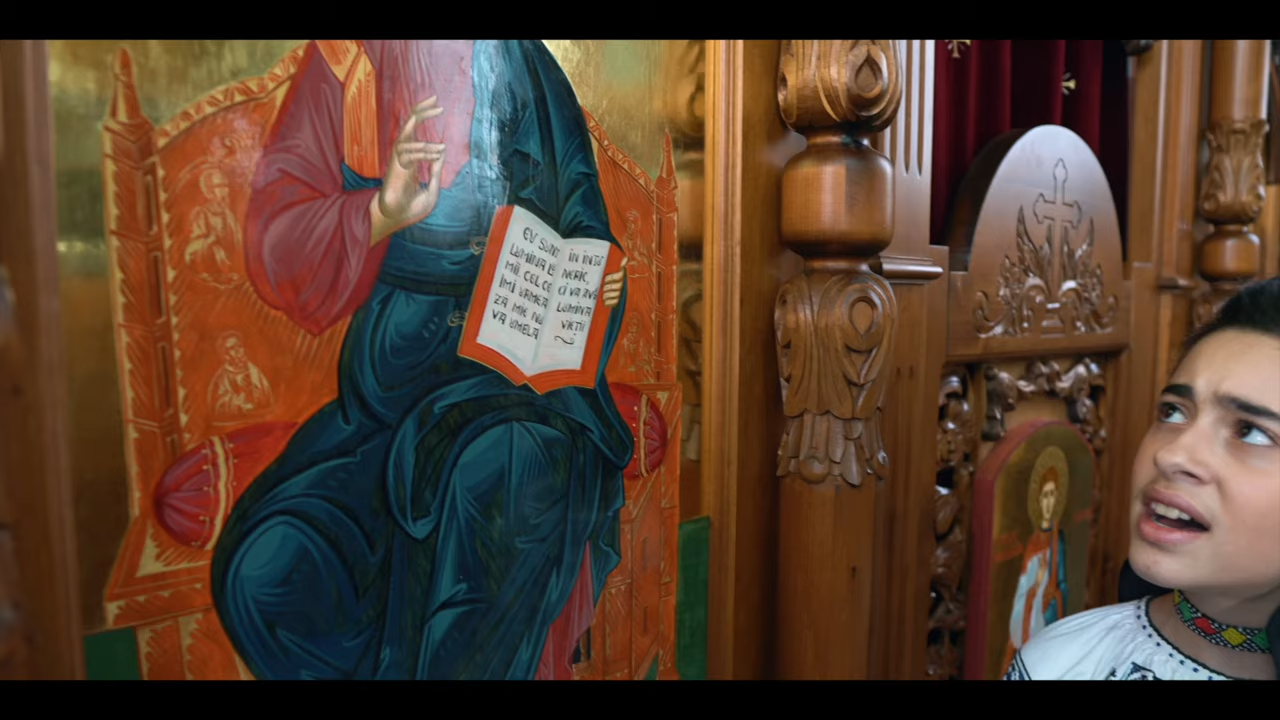 EU SUNT
LUMINA LU
MII. CEL CE
ÎMI URMEA
ZĂ MIE NU
VA UMBLA
ÎN ÎNTU
NERIC,
CI VA AVE
LUMINA
VIEȚII